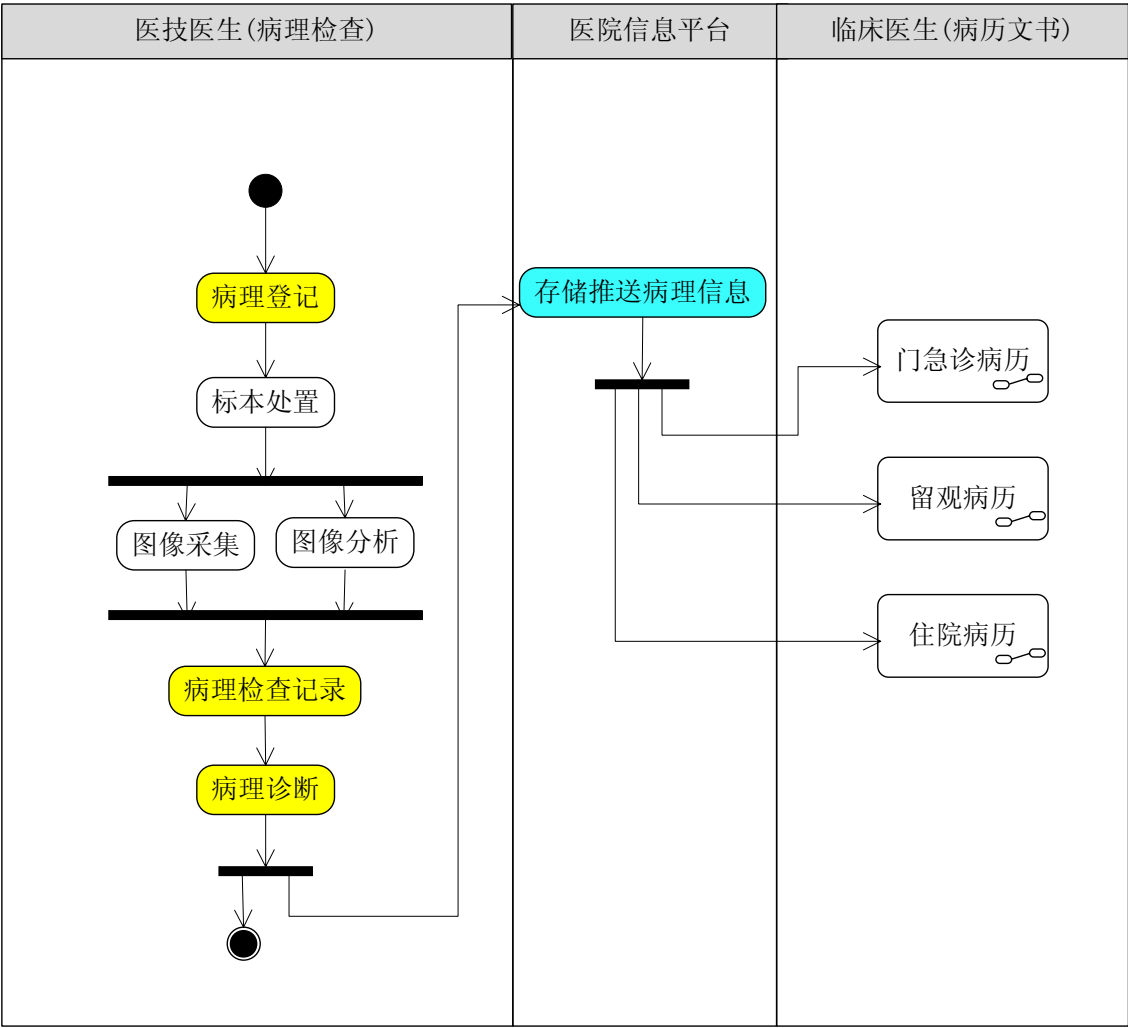 医技医生(病理检查)
医院信息平台
临床医生(病历文书)
病理登记
标本处置
图像采集
图像分析
病理检查记录
病理诊断
存储推送病理信息
门急诊病历
留观病历
住院病历